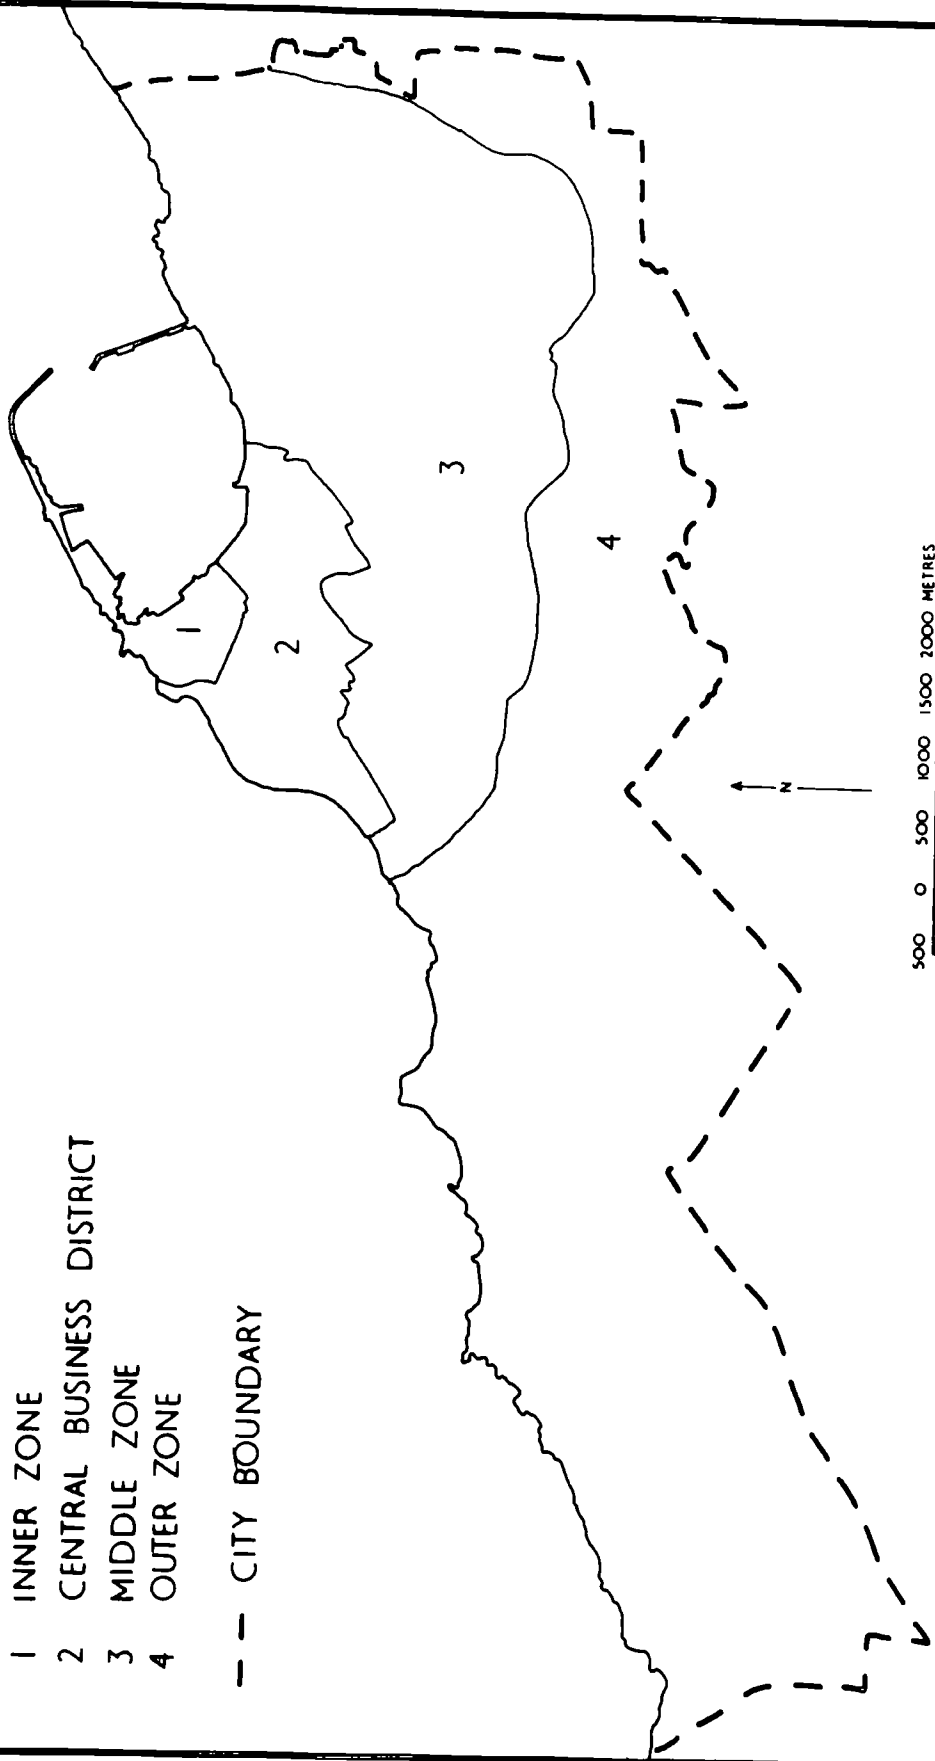 1 INNER ZONE
2 CENTRAL BUSINESS DISTRICT
3 MIDDLE ZONE
4 OUTER ZONE
CITY BOUNDARY
1
2
3
4
N
500 0 500 1000 1500 2000 METRES